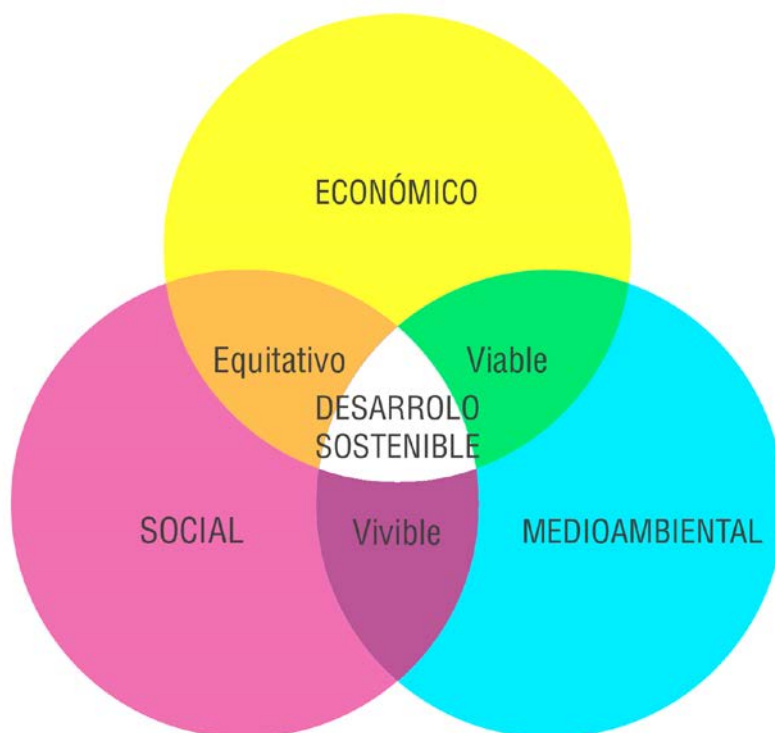 ECONÓMICO
Equitativo
Viable
DESARROLO
SOSTENIBLE
SOCIAL
Vivible
MEDIOAMBIENTAL